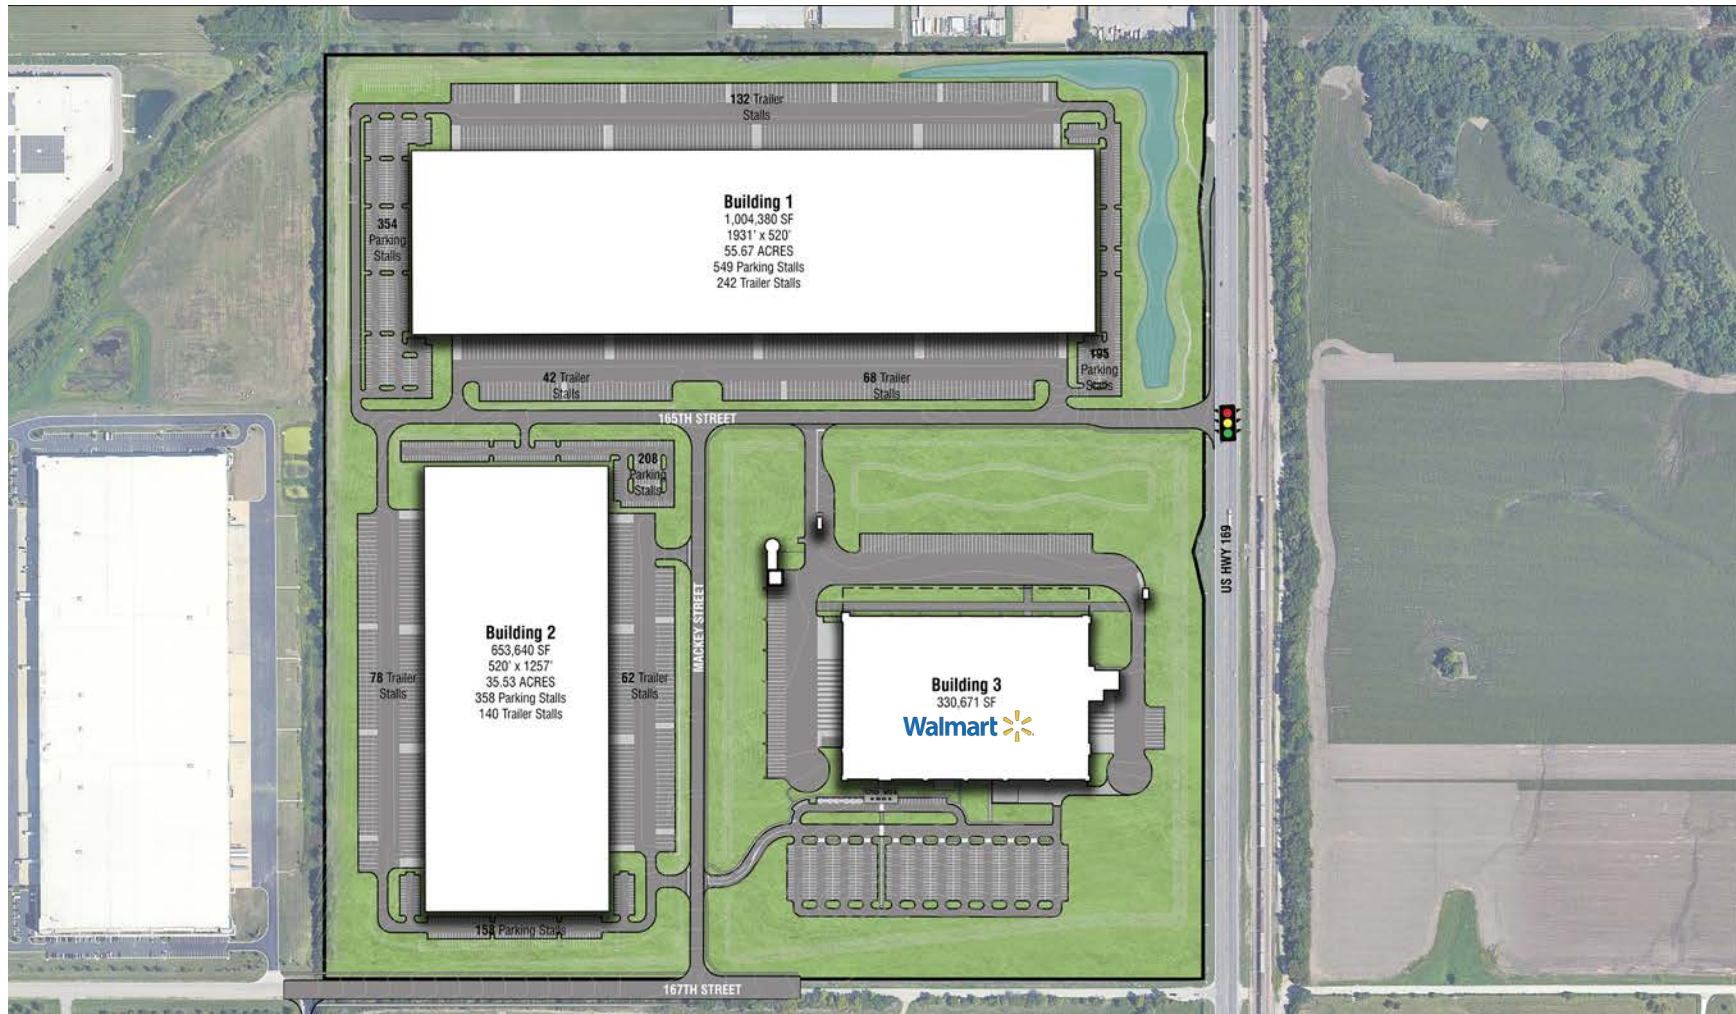 132 Trailer
Stalls
Building 1
1,004,380 SF
1931' x 520'
55.67 ACRES
549 Parking Stalls
242 Trailer Stalls
354
Parking
Stalls
195
Parking
Stalls
42 Trailer
Stalls
68 Trailer
Stalls
165TH STREET
208
Parking
Stalls
US HWY 169
MACKEY STREET
Building 2
653,640 SF
520' x 1257'
35.53 ACRES
358 Parking Stalls
140 Trailer Stalls
78 Trailer
Stalls
62 Trailer
Stalls
Building 3
330,671 SF
Walmart
Parking Stalls
167TH STREET